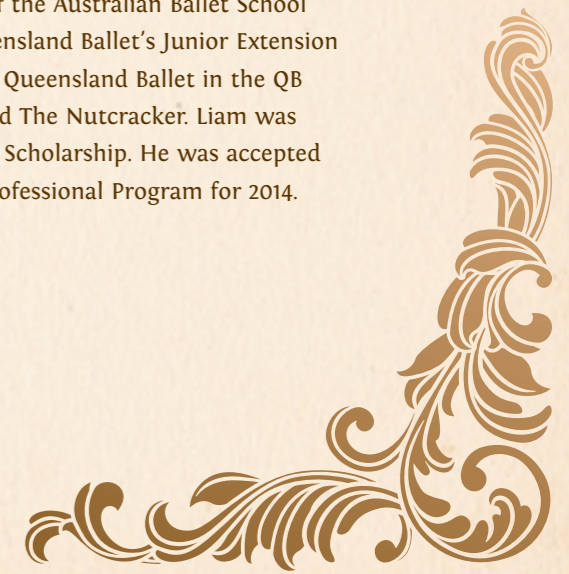 f the Australian Ballet School
ensland Ballet's Junior Extension
Queensland Ballet in the QB
d The Nutcracker. Liam was
Scholarship. He was accepted
ofessional Program for 2014.